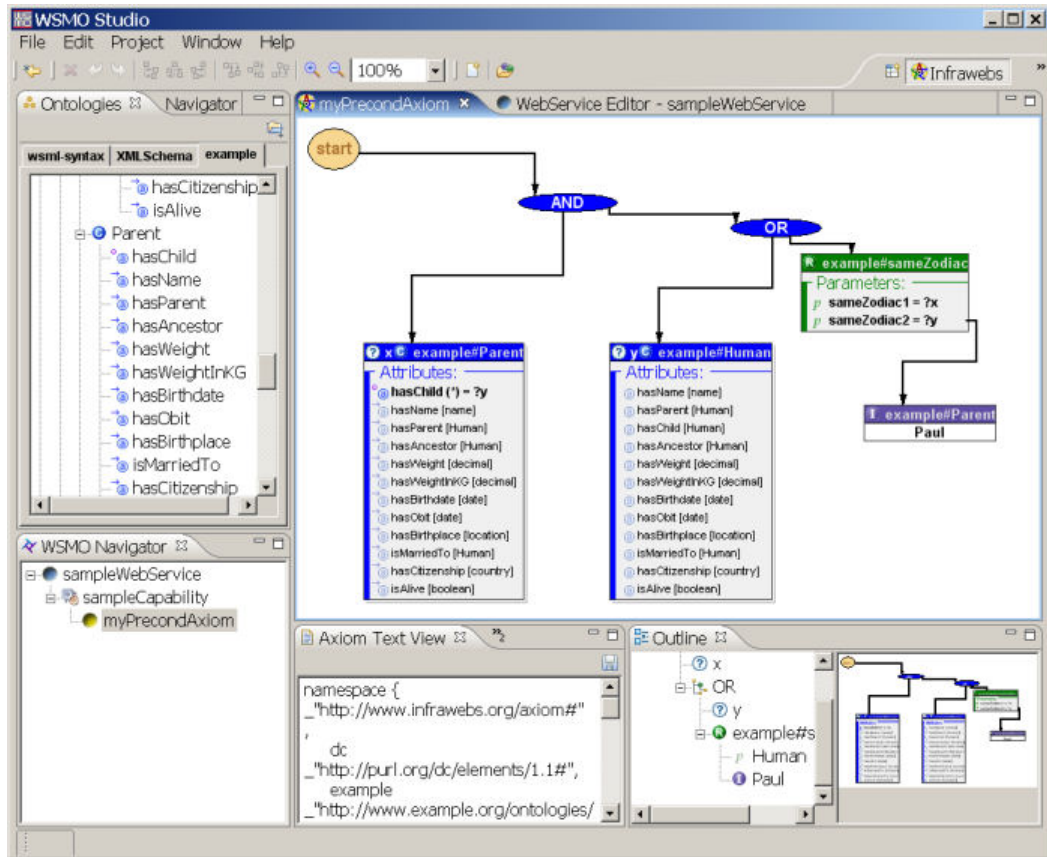 WSMO Studio
File Edit Project Window Help
100%
Infrawebs
»
Ontologies
Navigator
wsml-syntax XMLSchema example
hasCitizenship
isAlive
Parent
hasChild
hasName
hasParent
hasAncestor
hasWeight
hasWeightInKG
hasBirthdate
hasObit
hasBirthplace
isMarriedTo
hasCitizenship
myPrecondAxiom
WebService Editor - sampleWebService
start
AND
OR
R example#sameZodiac
Parameters:
p sameZodiac1 = ?x
p sameZodiac2 = ?y
? x C example#Parent
Attributes:
hasChild (*) = ?y
hasName [name]
hasParent [Human]
hasAncestor [Human]
hasWeight [decimal]
hasWeightInKG [decimal]
hasBirthdate [date]
hasObit [date]
hasBirthplace [location]
isMarriedTo [Human]
hasCitizenship [country]
isAlive [boolean]
? y C example#Human
Attributes:
hasName [name]
hasParent [Human]
hasChild [Human]
hasAncestor [Human]
hasWeight [decimal]
hasWeightInKG [decimal]
hasBirthdate [date]
hasObit [date]
hasBirthplace [location]
isMarriedTo [Human]
hasCitizenship [country]
isAlive [boolean]
I example#Parent
Paul
WSMO Navigator
sampleWebService
sampleCapability
myPrecondAxiom
Axiom Text View
»2
namespace {
_"http://www.infrawebs.org/axiom#"
,
dc
_"http://purl.org/dc/elements/1.1#",
example
_"http://www.example.org/ontologies/
Outline
? x
OR
? y
R example#s
p Human
I Paul